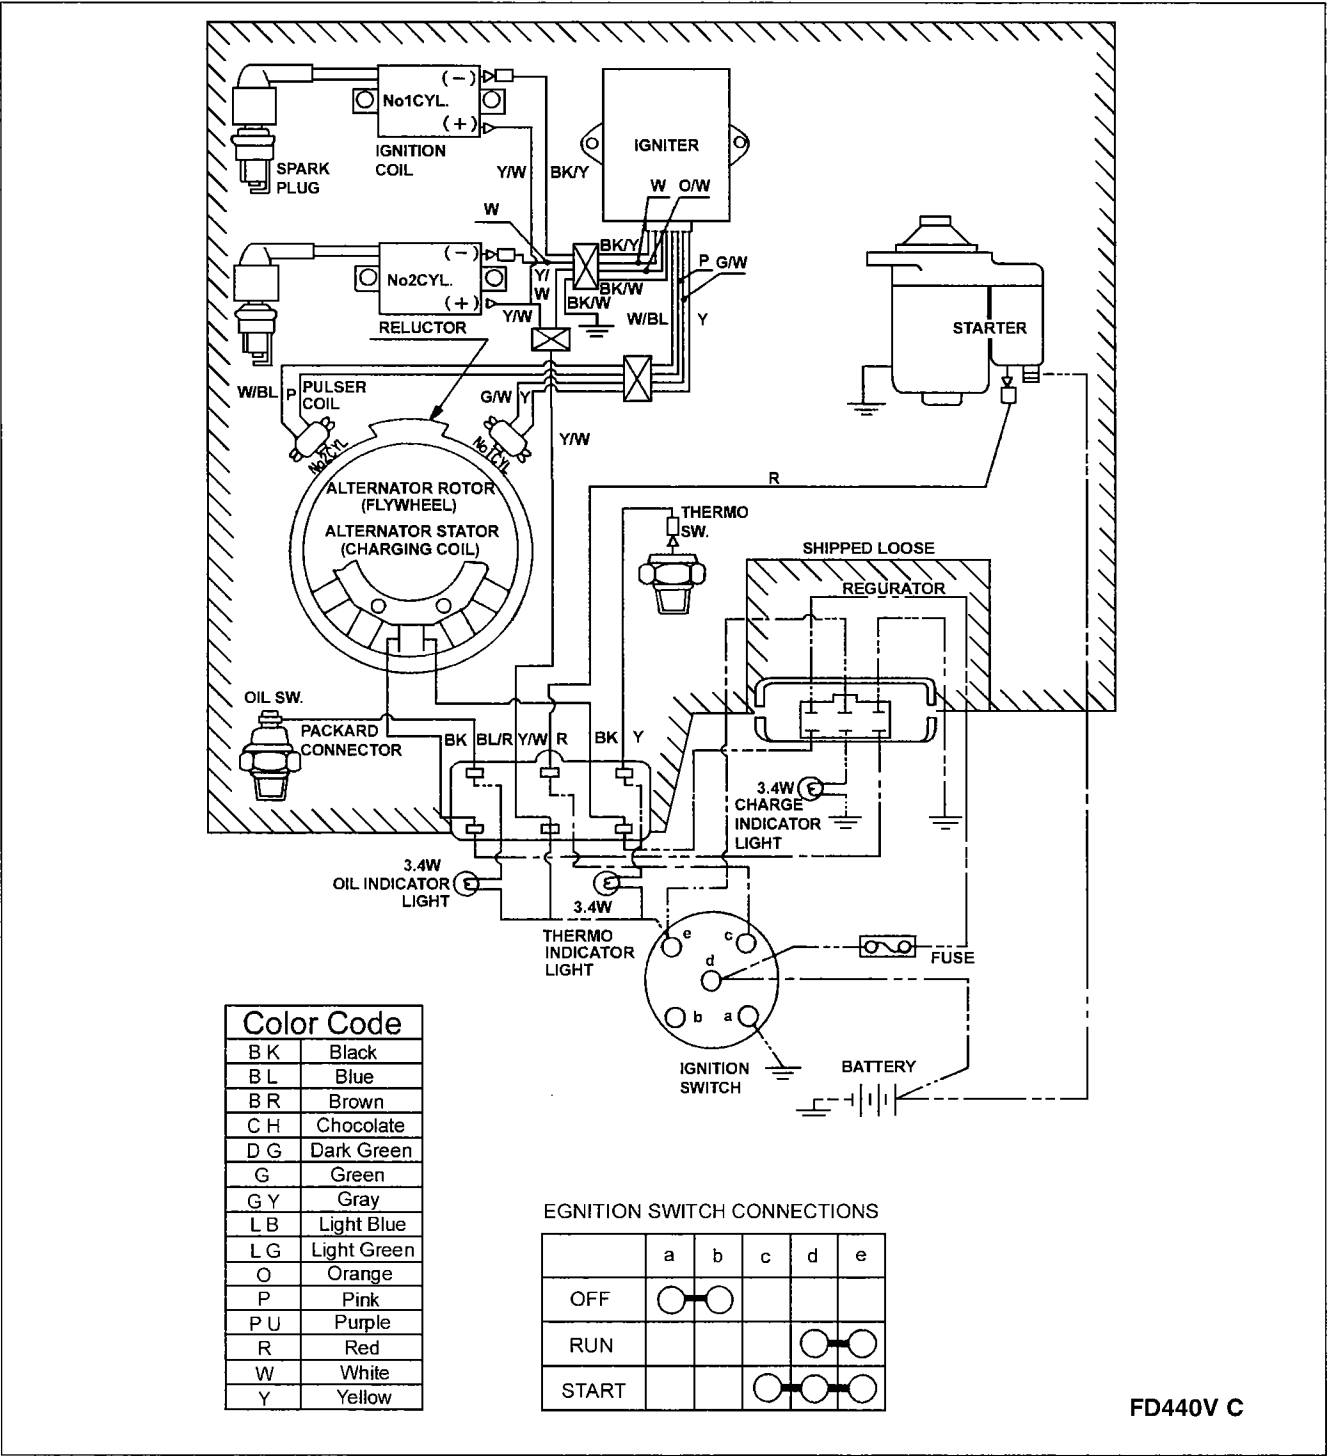 (-)
No1CYL.
(+)
IGNITION
COIL
SPARK
PLUG
IGNITER
Y/W
BK/Y
W
O/W
W
(-)
No2CYL.
(+)
BK/Y
Y/
W
BK/W
BK/W
P
G/W
Y/W
W/BL
Y
RELUCTOR
STARTER
W/BL
P
PULSER
COIL
G/W
Y
No2CYL
No1CYL
Y/W
ALTERNATOR ROTOR
(FLYWHEEL)
ALTERNATOR STATOR
(CHARGING COIL)
R
THERMO
SW.
SHIPPED LOOSE
REGURATOR
OIL SW.
PACKARD
CONNECTOR
BK
BL/R
Y/W
R
BK
Y
3.4W
CHARGE
INDICATOR
LIGHT
3.4W
OIL INDICATOR
LIGHT
3.4W
THERMO
INDICATOR
LIGHT
e
c
d
b
a
FUSE
IGNITION
SWITCH
BATTERY
Color Code
BK Black
BL Blue
BR Brown
CH Chocolate
DG Dark Green
G Green
GY Gray
LB Light Blue
LG Light Green
O Orange
P Pink
PU Purple
R Red
W White
Y Yellow
EGNITION SWITCH CONNECTIONS
a b c d e
OFF
RUN
START
FD440V C